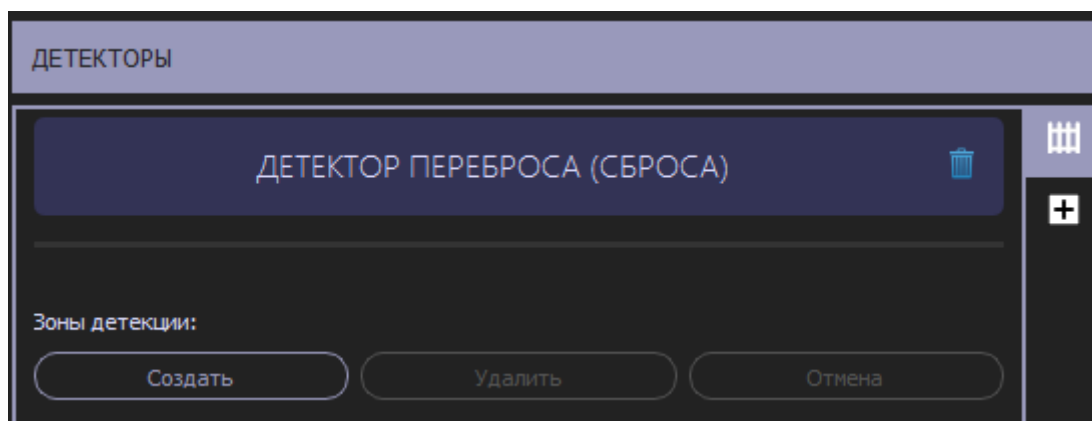 ДЕТЕКТОРЫ
ДЕТЕКТОР ПЕРЕБРОСА (СБРОСА)
Зоны детекции:
Создать Удалить Отмена